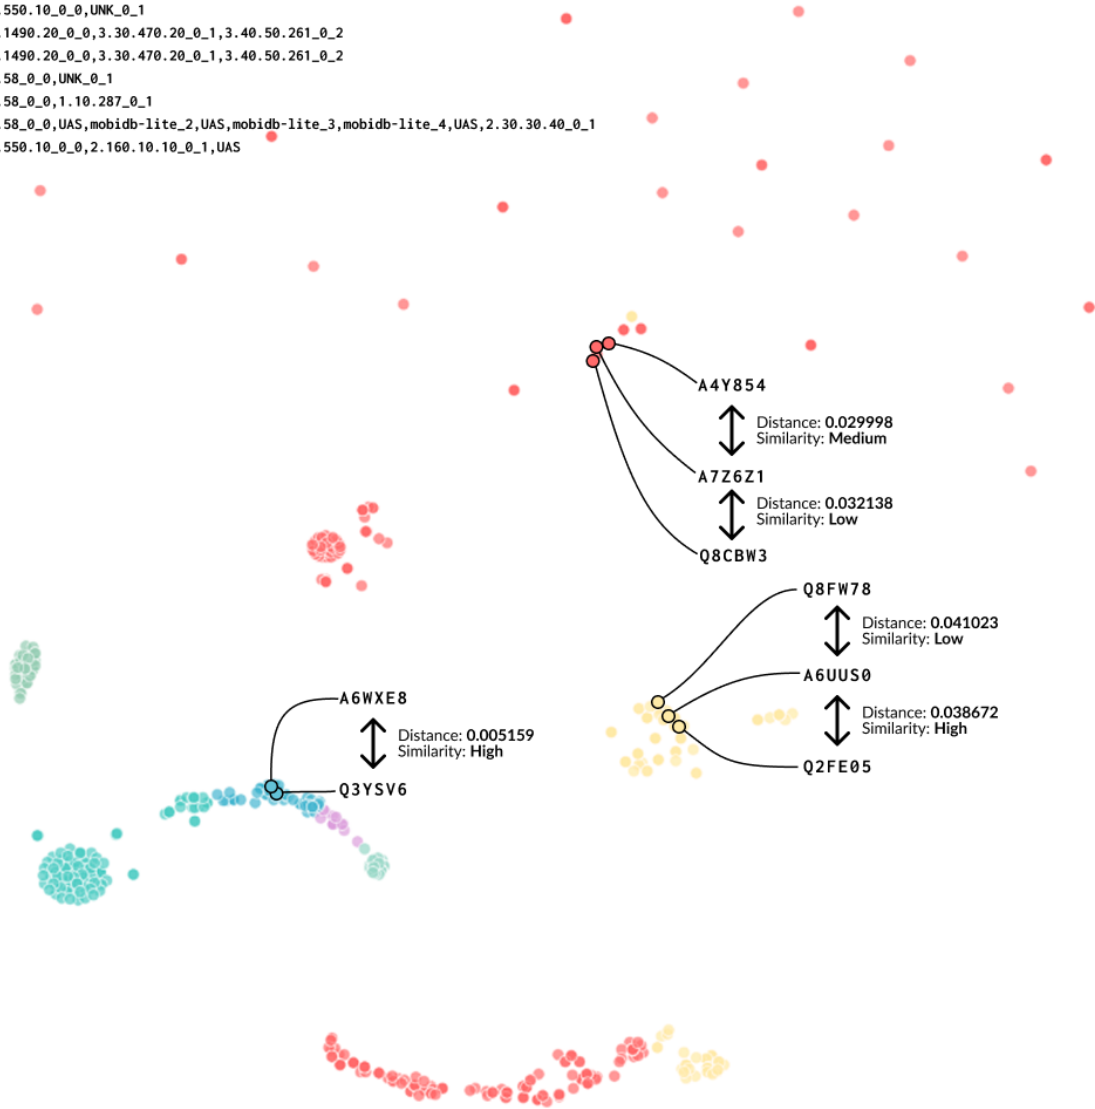 .550.10_0_0,UNK_0_1
.1490.20_0_0,3.30.470.20_0_1,3.40.50.261_0_2
.1490.20_0_0,3.30.470.20_0_1,3.40.50.261_0_2
.58_0_0,UNK_0_1
.58_0_0,1.10.287_0_1
.58_0_0,UAS,mobidb-lite_2,UAS,mobidb-lite_3,mobidb-lite_4,UAS,2.30.30.40_0_1
.550.10_0_0,2.160.10.10_0_1,UAS
A4Y854
Distance: 0.029998
Similarity: Medium
A7Z6Z1
Distance: 0.032138
Similarity: Low
Q8CBW3
Q8FW78
Distance: 0.041023
Similarity: Low
A6UUS0
Distance: 0.038672
Similarity: High
Q2FE05
A6WXE8
Distance: 0.005159
Similarity: High
Q3YSV6